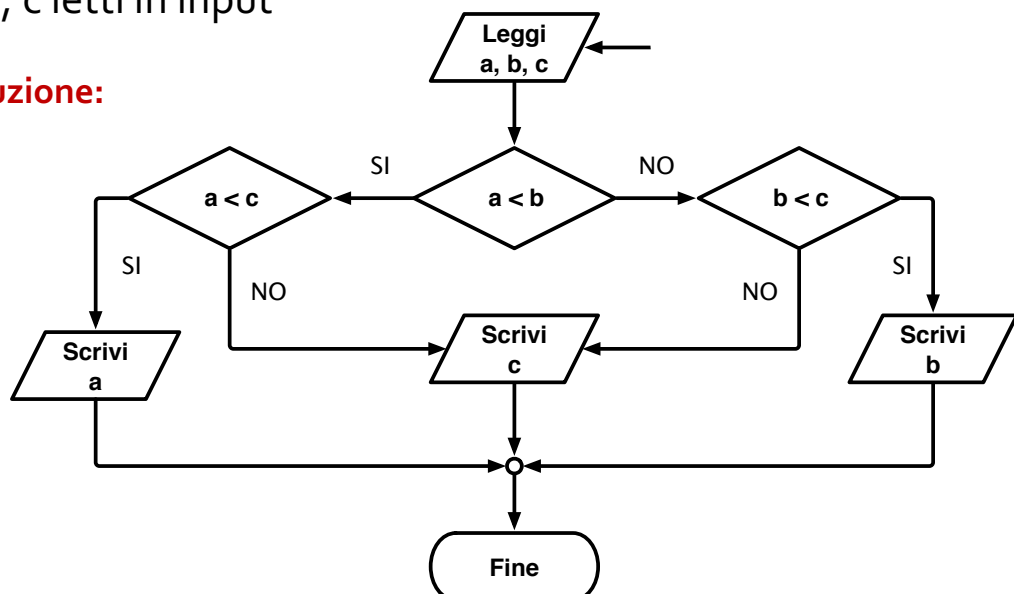 , c letti in input
uzione:
Leggi
a, b, c
SI
NO
a < c
a < b
b < c
SI
NO
NO
SI
Scrivi
a
Scrivi
c
Scrivi
b
Fine